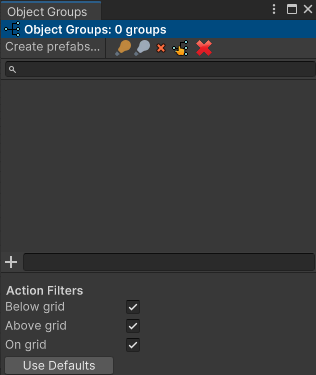 Object Groups
Object Groups: 0 groups
Create prefabs...
Action Filters
Below grid
Above grid
On grid
Use Defaults